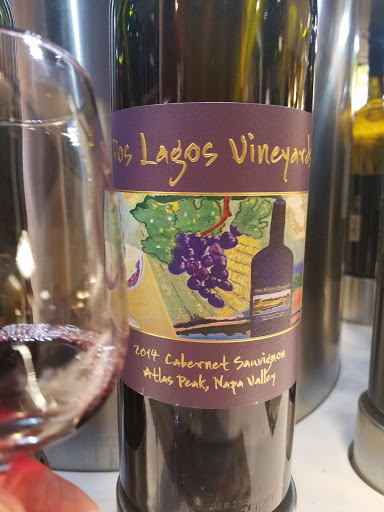 Dos Lagos Vineyards
2014 Cabernet Sauvignon
Atlas Peak, Napa Valley